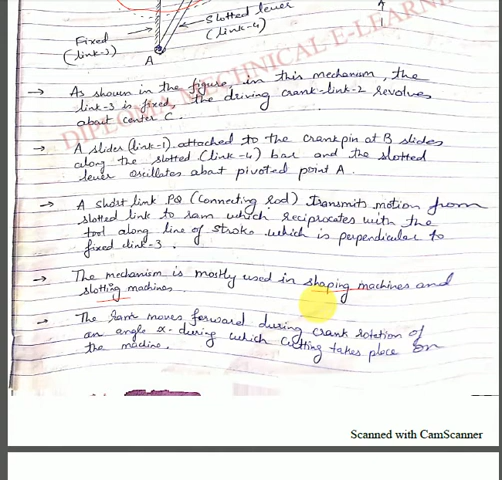 Slotted lever
(link-4)
Fixed
(link-3)
A
1
→ As shown in the figure, in this mechanism, the
link-3 is fixed, the driving crank-link-2 revolves
about center C.
→ A slider (link-1) attached to the crankpin at B slides
along the slotted (link-4) bar and the slotted
lever oscillates about pivoted point A.
→ A short link PQ (Connecting Rod) Transmits motion from
slotted link to ram which reciprocates with the
tool along line of stroke which is perpendicular to
fixed link-3.
→ The mechanism is mostly used in shaping machines and
slotting machines.
→ The ram moves forward during crank rotation of
an angle α. during which cutting takes place on
the machine.
DIPLOMA MECHANICAL E-LEARNI
Scanned with CamScanner